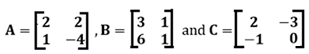 A = [2 2; 1 -4], B = [3 1; 6 1] and C = [2 -3; -1 0]